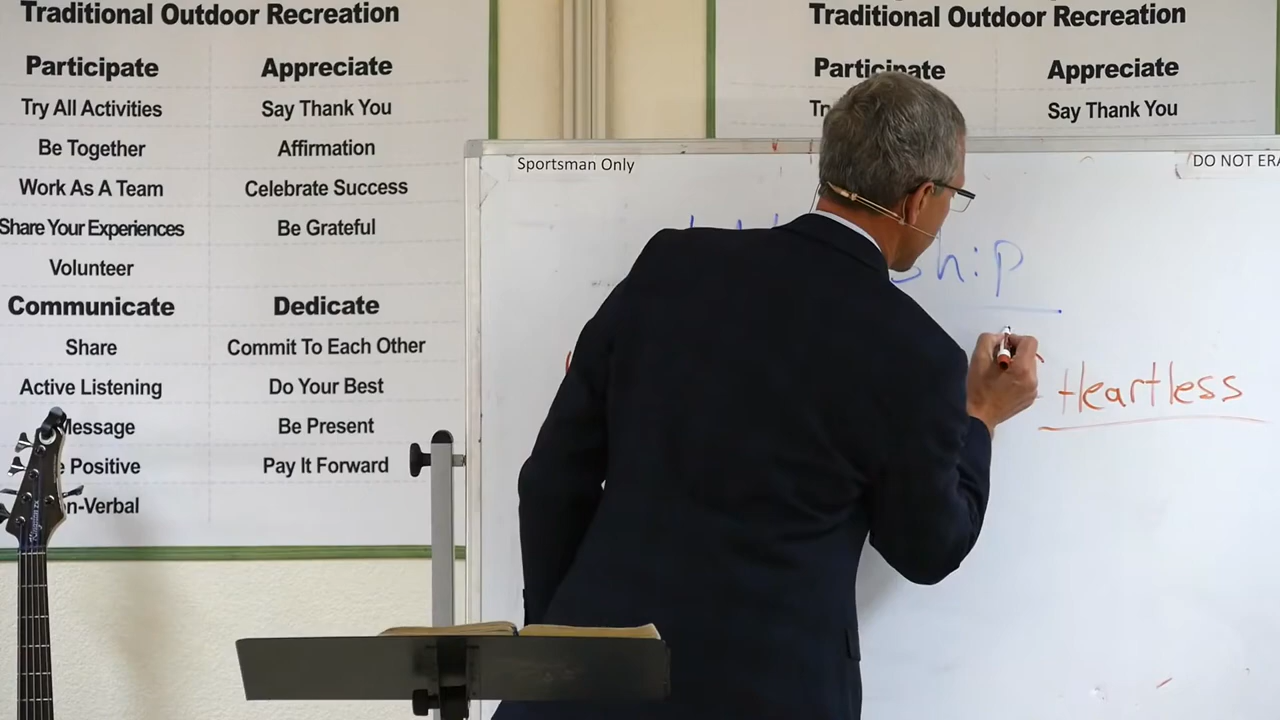 Traditional Outdoor Recreation
Participate Appreciate
Try All Activities Say Thank You
Be Together Affirmation
Work As A Team Celebrate Success
Share Your Experiences Be Grateful
Volunteer
Communicate Dedicate
Share Commit To Each Other
Active Listening Do Your Best
Message Be Present
Positive Pay It Forward
n-Verbal
Traditional Outdoor Recreation
Participate Appreciate
Say Thank You
Sportsman Only
DO NOT ERA
hip
Heartless